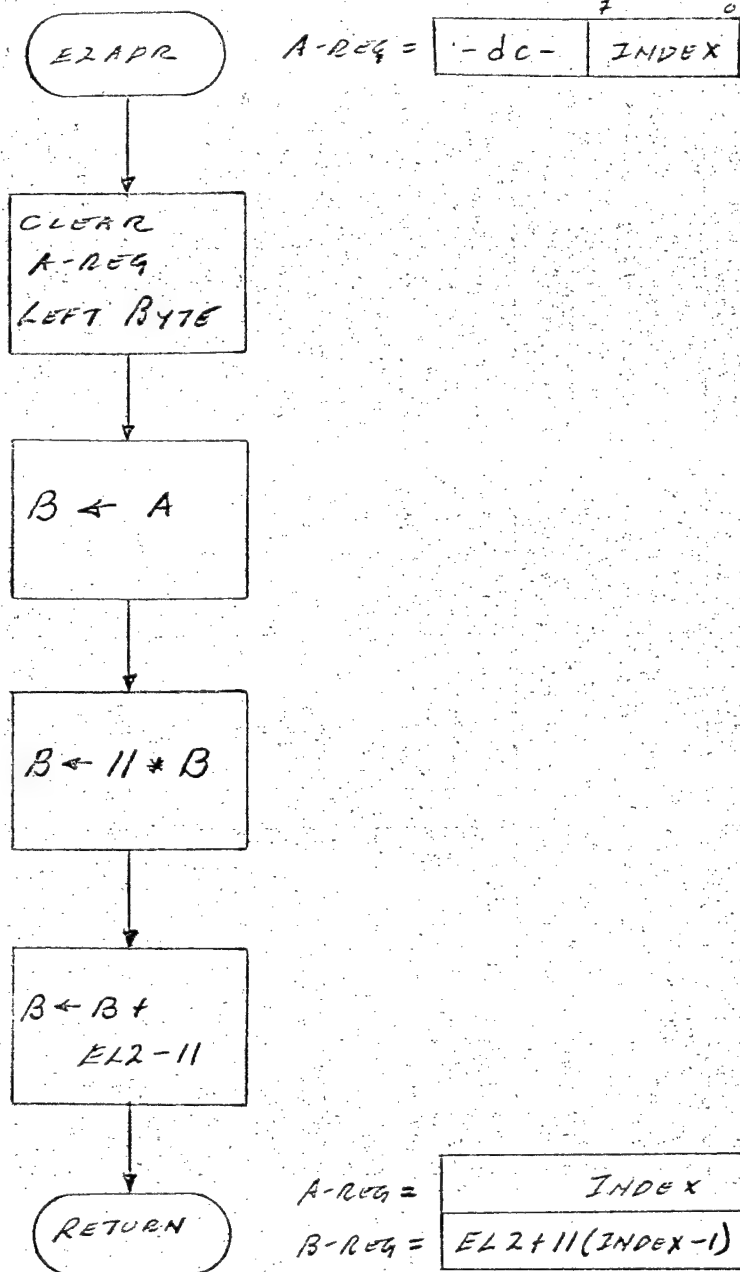 7 0
E2ADR
A-REG = -dc- INDEX
CLEAR
A-REG
LEFT BYTE
B ← A
B ← 11 * B
B ← B +
EL2-11
A-REG = INDEX
RETURN
B-REG = EL2+11(INDEX-1)